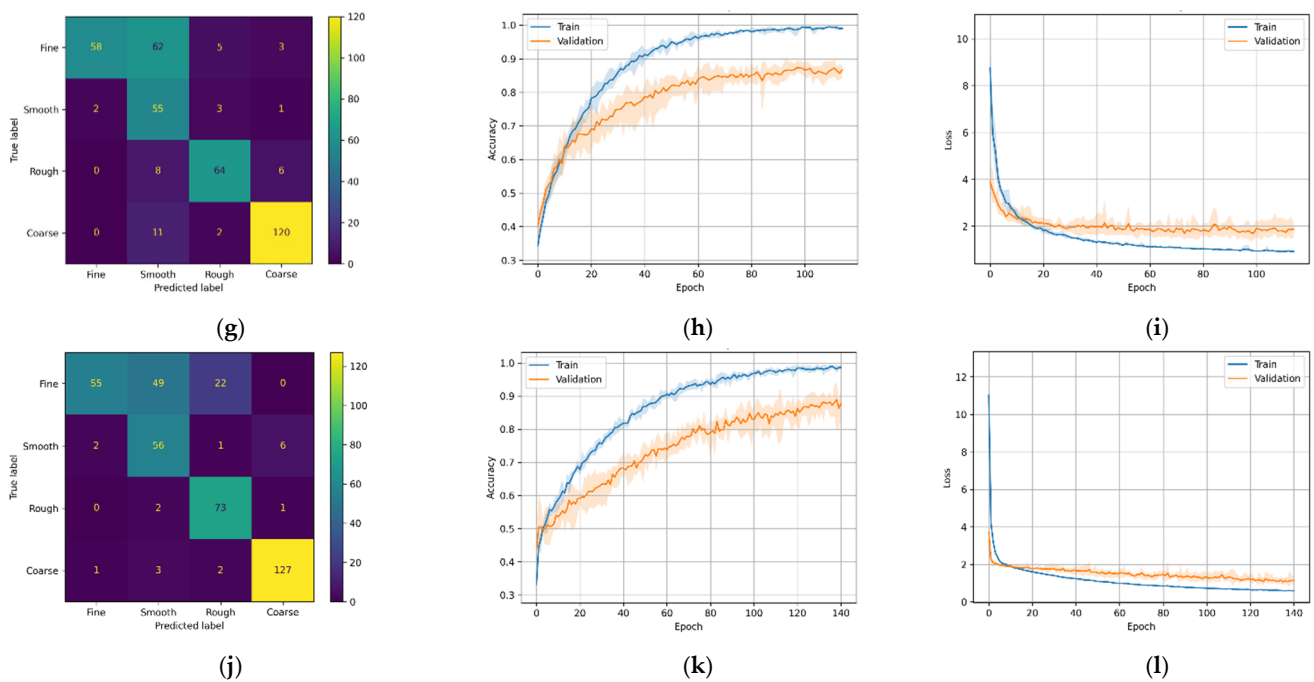 Fine 58 62 5 3
Smooth 2 55 3 1
Rough 0 8 64 6
Coarse 0 11 2 120
Fine Smooth Rough Coarse
Predicted label
True label
120
100
80
60
40
20
0
(g)
Train
Validation
1.0
0.9
0.8
0.7
0.6
0.5
0.4
0.3
Accuracy
0 20 40 60 80 100
Epoch
(h)
Train
Validation
10
8
6
4
2
Loss
0 20 40 60 80 100
Epoch
(i)
Fine 55 49 22 0
Smooth 2 56 1 6
Rough 0 2 73 1
Coarse 1 3 2 127
Fine Smooth Rough Coarse
Predicted label
True label
120
100
80
60
40
20
0
(j)
Train
Validation
1.0
0.9
0.8
0.7
0.6
0.5
0.4
0.3
Accuracy
0 20 40 60 80 100 120 140
Epoch
(k)
Train
Validation
12
10
8
6
4
2
0
Loss
0 20 40 60 80 100 120 140
Epoch
(l)